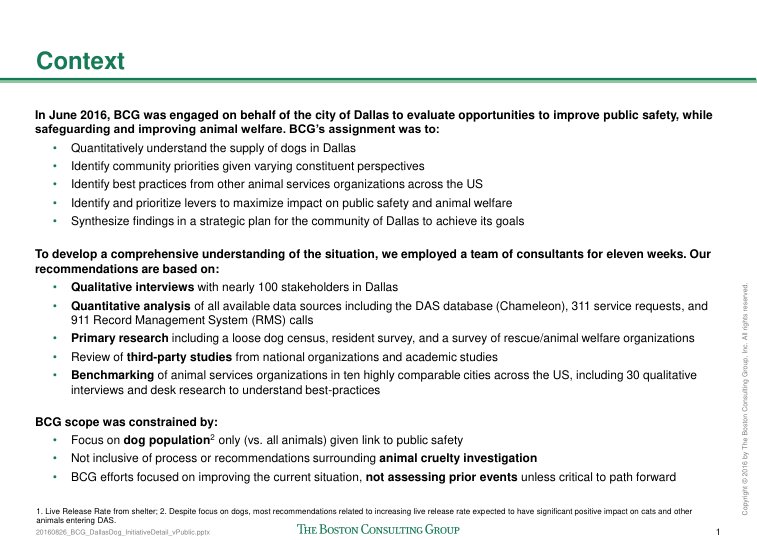 Context
In June 2016, BCG was engaged on behalf of the city of Dallas to evaluate opportunities to improve public safety, while
safeguarding and improving animal welfare. BCG's assignment was to:
• Quantitatively understand the supply of dogs in Dallas
• Identify community priorities given varying constituent perspectives
• Identify best practices from other animal services organizations across the US
• Identify and prioritize levers to maximize impact on public safety and animal welfare
• Synthesize findings in a strategic plan for the community of Dallas to achieve its goals
To develop a comprehensive understanding of the situation, we employed a team of consultants for eleven weeks. Our
recommendations are based on:
• Qualitative interviews with nearly 100 stakeholders in Dallas
• Quantitative analysis of all available data sources including the DAS database (Chameleon), 311 service requests, and
911 Record Management System (RMS) calls
• Primary research including a loose dog census, resident survey, and a survey of rescue/animal welfare organizations
• Review of third-party studies from national organizations and academic studies
• Benchmarking of animal services organizations in ten highly comparable cities across the US, including 30 qualitative
interviews and desk research to understand best-practices
BCG scope was constrained by:
• Focus on dog population² only (vs. all animals) given link to public safety
• Not inclusive of process or recommendations surrounding animal cruelty investigation
• BCG efforts focused on improving the current situation, not assessing prior events unless critical to path forward
1. Live Release Rate from shelter; 2. Despite focus on dogs, most recommendations related to increasing live release rate expected to have significant positive impact on cats and other
animals entering DAS.
20160826_BCG_DallasDog_InitiativeDetail_vPublic.pptx
THE BOSTON CONSULTING GROUP
1
Copyright © 2016 by The Boston Consulting Group, Inc. All rights reserved.